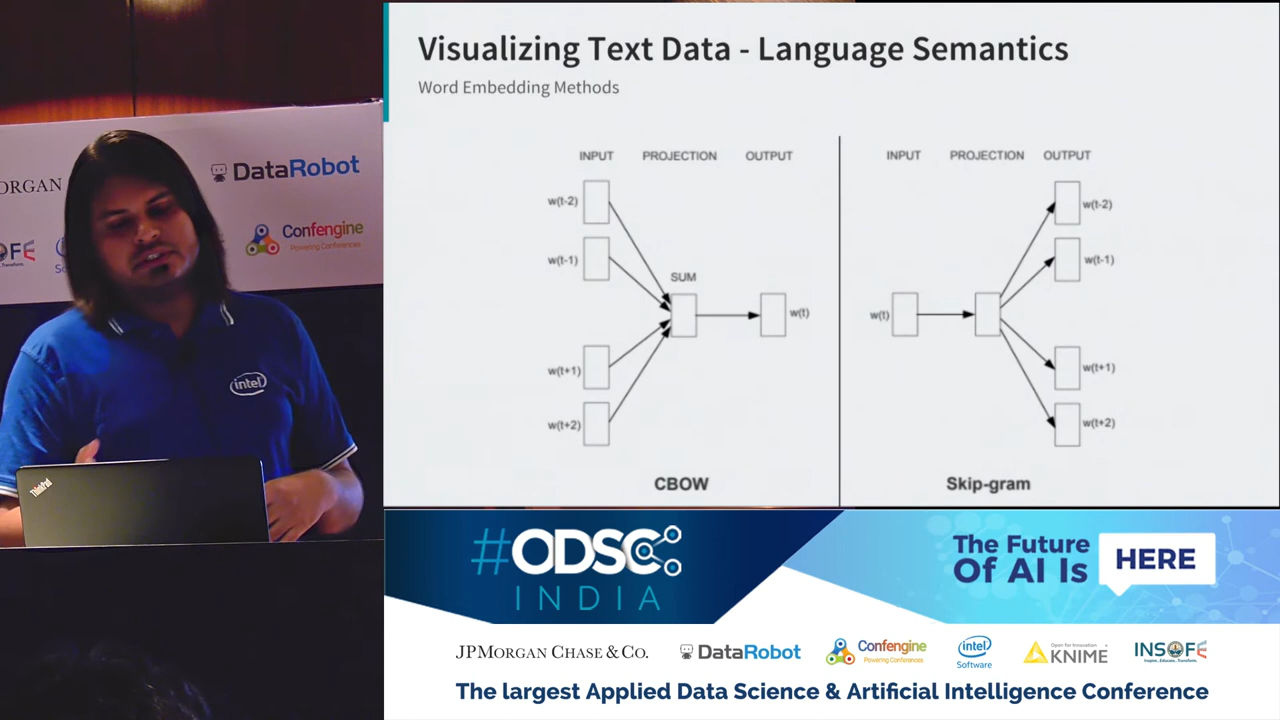 ORGAN
DataRobot
Confengine
Powering Conferences
intel
ThinkPad
Visualizing Text Data - Language Semantics
Word Embedding Methods
INPUT PROJECTION OUTPUT
w(t-2)
w(t-1)
SUM
w(t)
w(t+1)
w(t+2)
CBOW
INPUT PROJECTION OUTPUT
w(t-2)
w(t-1)
w(t)
w(t+1)
w(t+2)
Skip-gram
#ODSC
INDIA
The Future
Of AI Is HERE
JPMORGAN CHASE & CO.
DataRobot
Confengine
Powering Conferences
intel
Software
Open for Innovation
KNIME
INSOFE
Inspire...Educate...Transform.
The largest Applied Data Science & Artificial Intelligence Conference